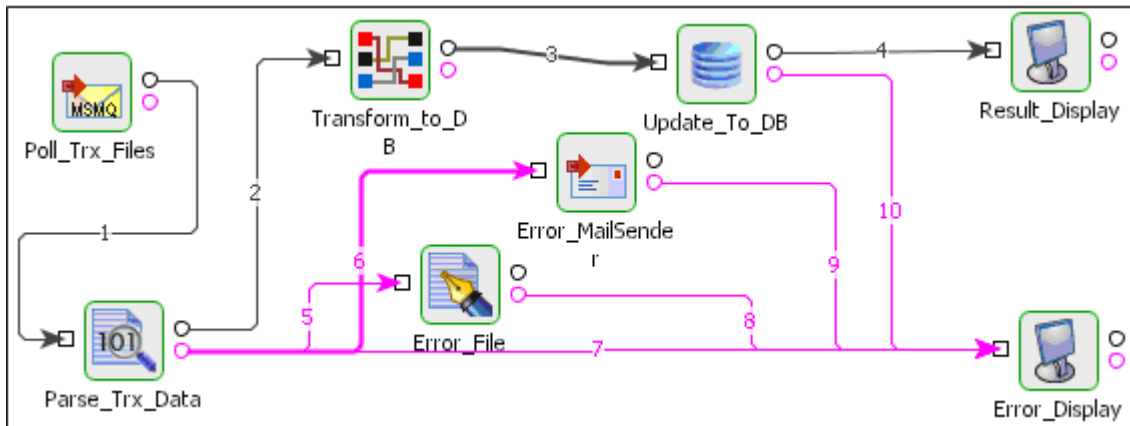 MSMQ
Poll_Trx_Files
Transform_to_D
B
3
Update_To_DB
4
Result_Display
2
1
Error_MailSende
r
6
10
9
5
Error_File
8
7
101
Parse_Trx_Data
Error_Display